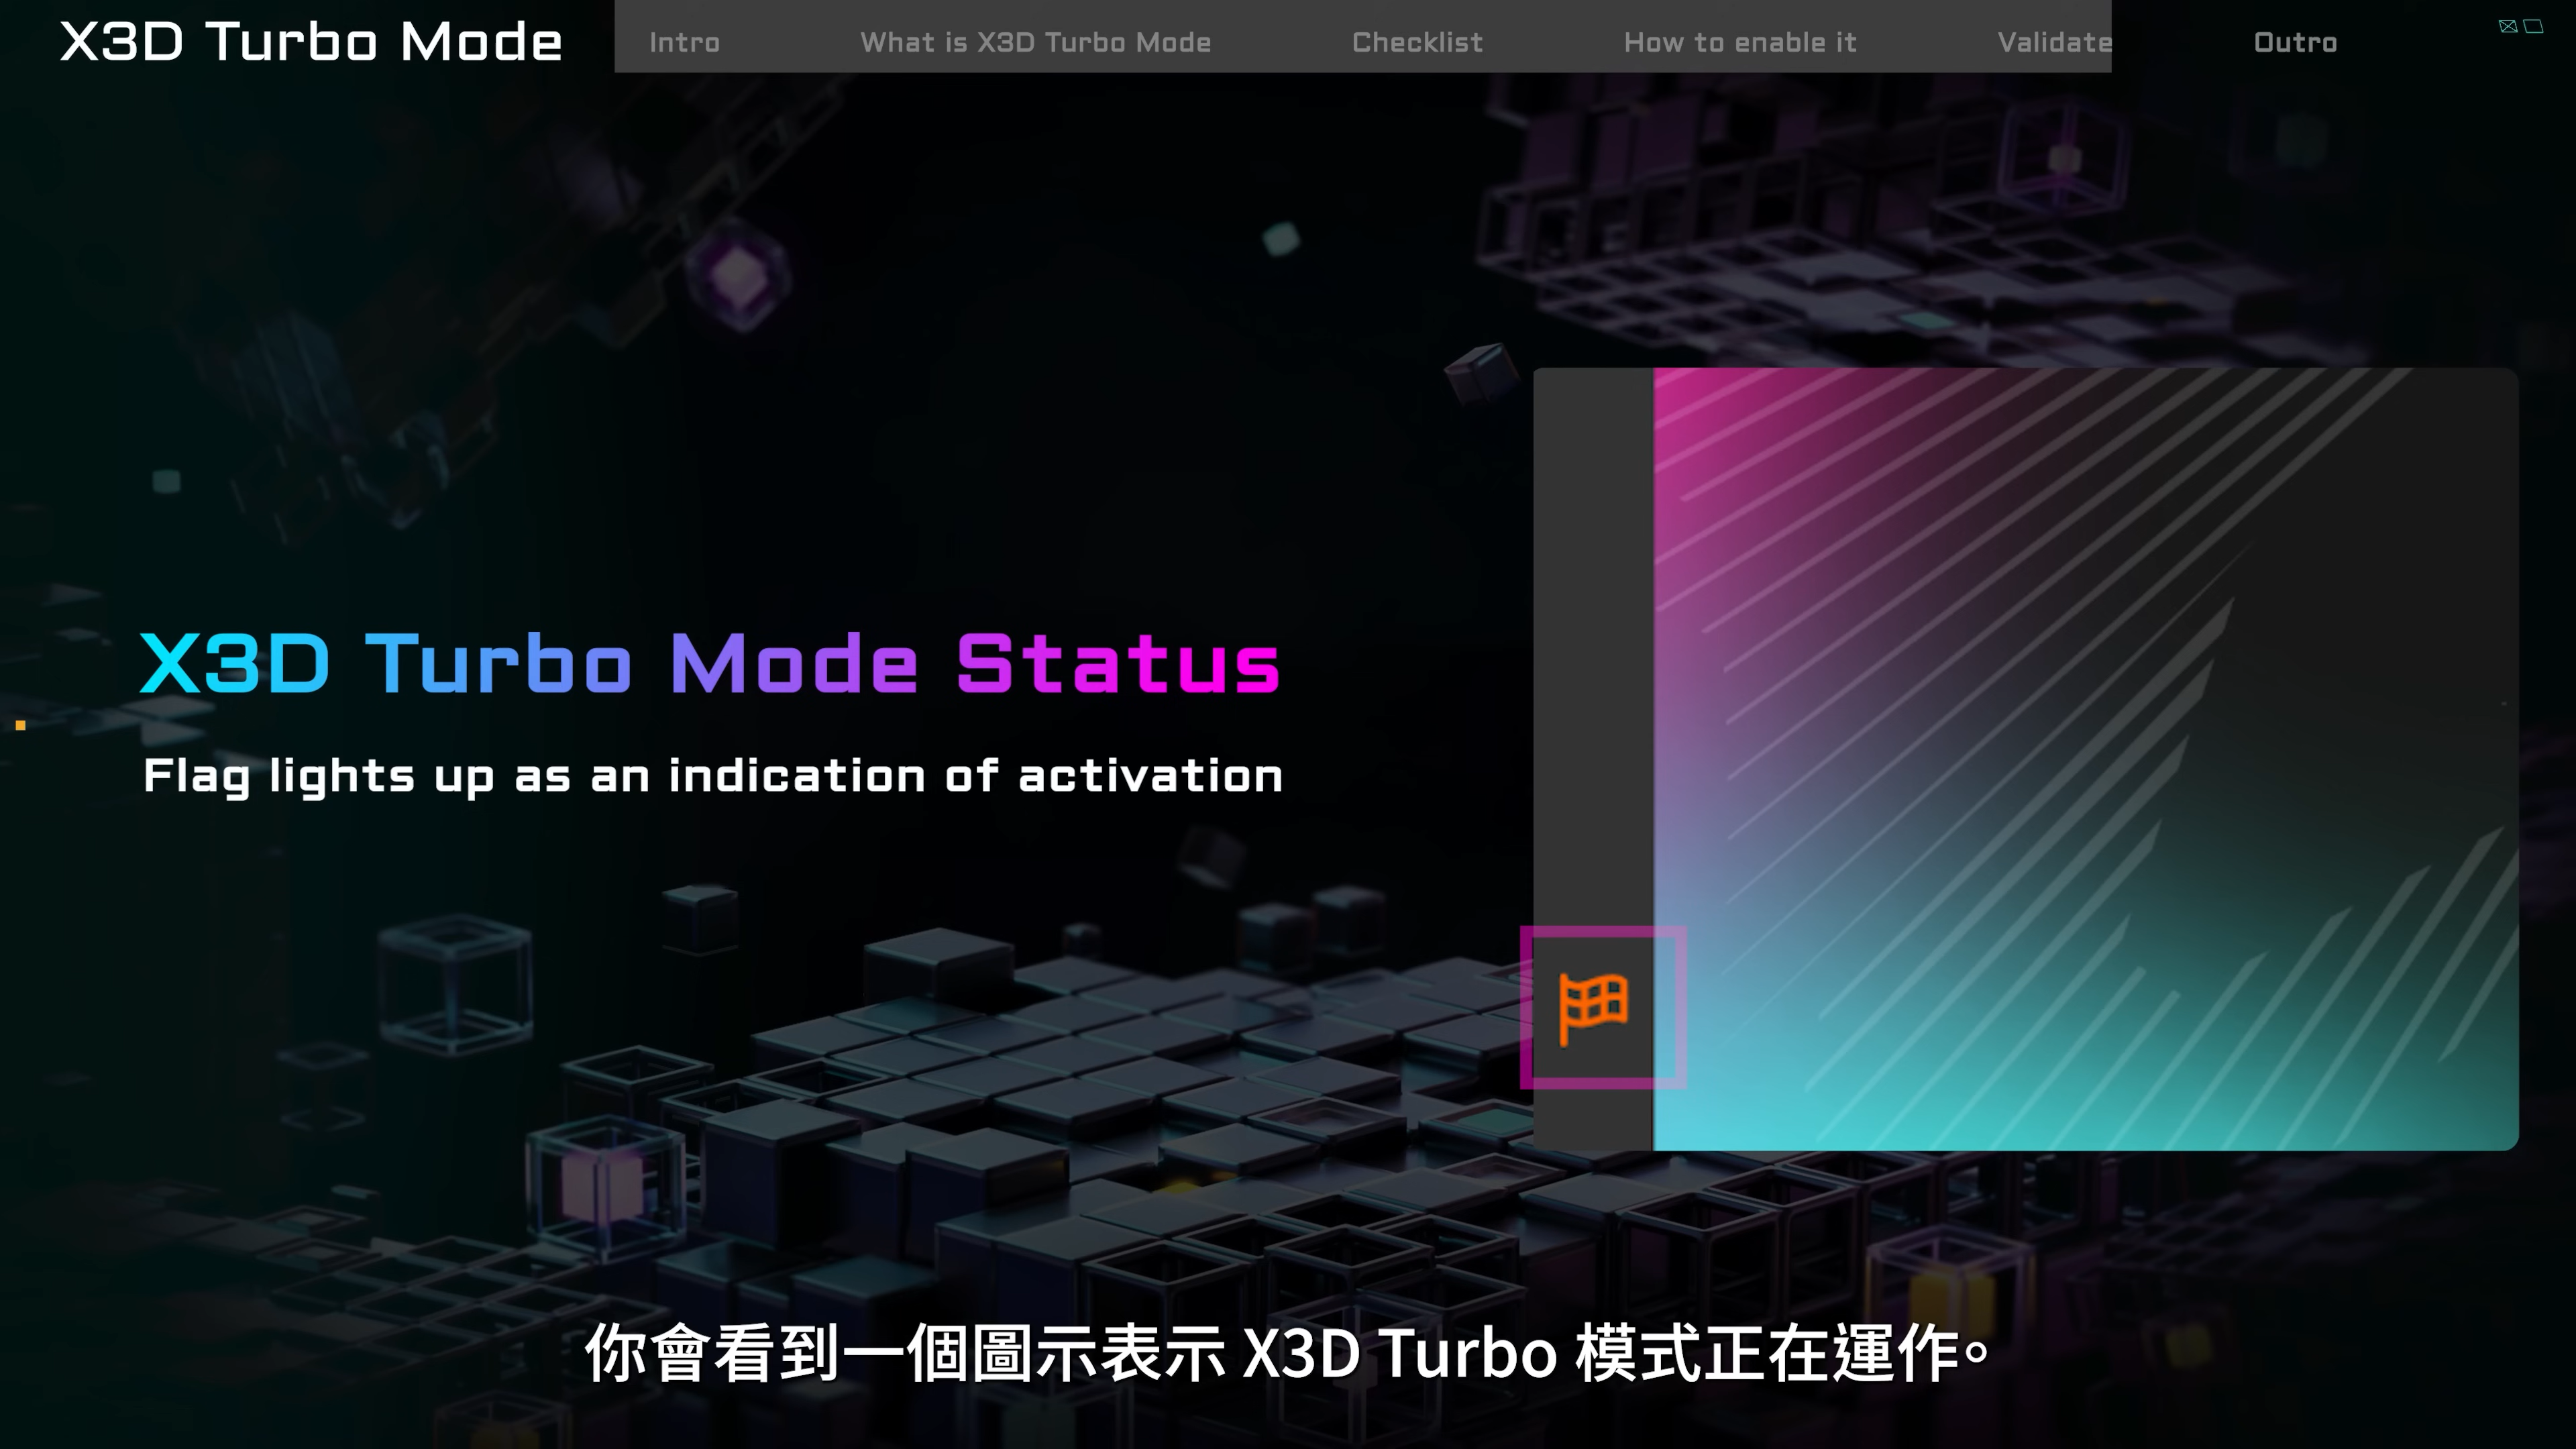 X3D Turbo Mode
Intro
What is X3D Turbo Mode
Checklist
How to enable it
Validate
Outro
X3D Turbo Mode Status
Flag lights up as an indication of activation
你會看到一個圖示表示 X3D Turbo 模式正在運作。